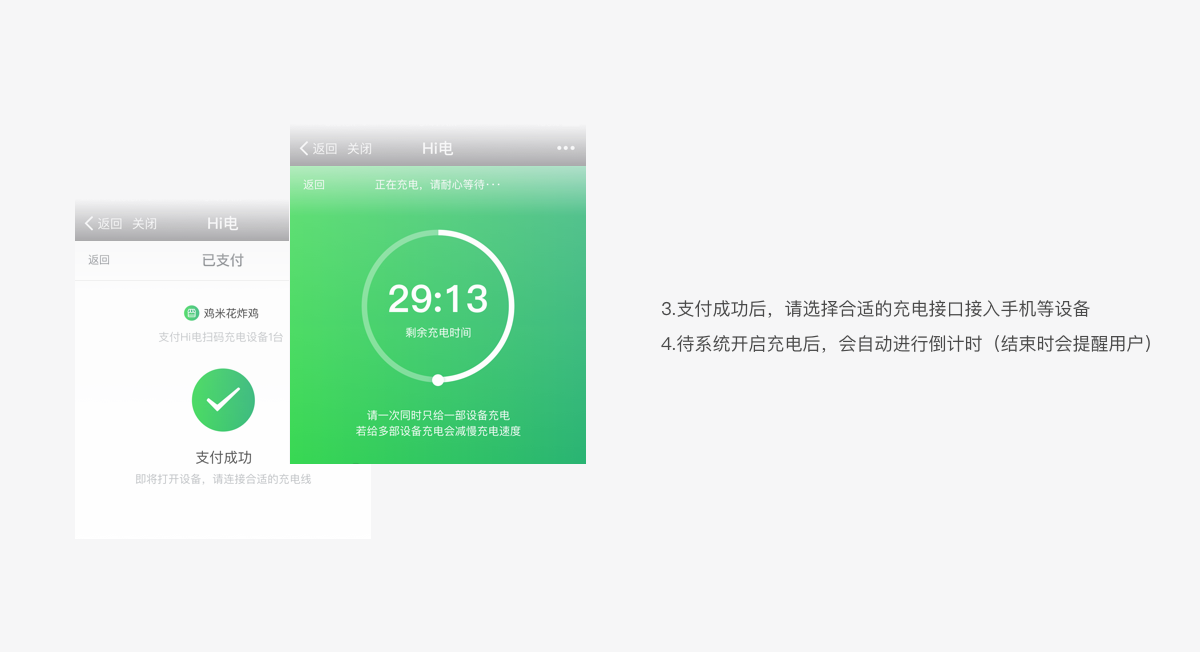 返回 关闭 Hi电
返回 已支付
鸡米花炸鸡
支付Hi电扫码充电设备1台
支付成功
即将打开设备，请连接合适的充电线
返回 关闭 Hi电 •••
返回 正在充电，请耐心等待···
29:13
剩余充电时间
请一次同时只给一部设备充电
若给多部设备充电会减慢充电速度
3.支付成功后，请选择合适的充电接口接入手机等设备
4.待系统开启充电后，会自动进行倒计时（结束时会提醒用户）